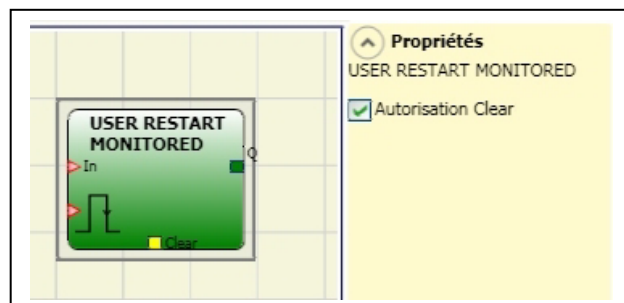 USER RESTART
MONITORED
In
Q
Clear
Propriétés
USER RESTART MONITORED
Autorisation Clear